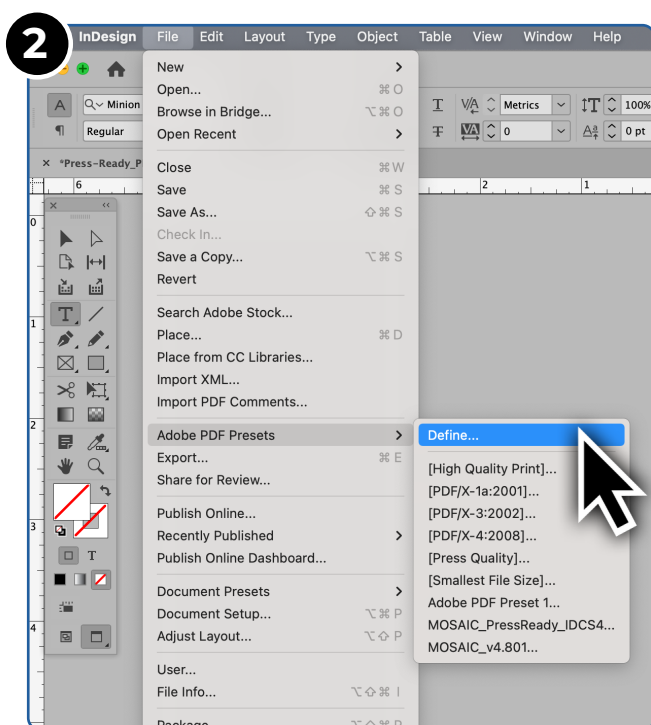 2
InDesign File Edit Layout Type Object Table View Window Help
New
Open... ⌘ O
Browse in Bridge... ⌥⌘ O
Open Recent
Close ⌘ W
Save ⌘ S
Save As... ⇧⌘ S
Check In...
Save a Copy... ⌥⌘ S
Revert
Search Adobe Stock...
Place... ⌘ D
Place from CC Libraries...
Import XML...
Import PDF Comments...
Adobe PDF Presets
Export... ⌘ E
Share for Review...
Publish Online...
Recently Published
Publish Online Dashboard...
Document Presets
Document Setup... ⌥⌘ P
Adjust Layout... ⌥⇧ P
User...
File Info... ⌥⇧⌘ I
Package... ⌥⇧⌘ P
Define...
[High Quality Print]...
[PDF/X-1a:2001]...
[PDF/X-3:2002]...
[PDF/X-4:2008]...
[Press Quality]...
[Smallest File Size]...
Adobe PDF Preset 1...
MOSAIC_PressReady_IDCS4...
MOSAIC_v4.801...
A Minion
¶ Regular
T V/A Metrics T 100%
T VA 0 Aa 0 pt
× *Press-Ready_P
6 2 1
0
1
2
3
4
T
T